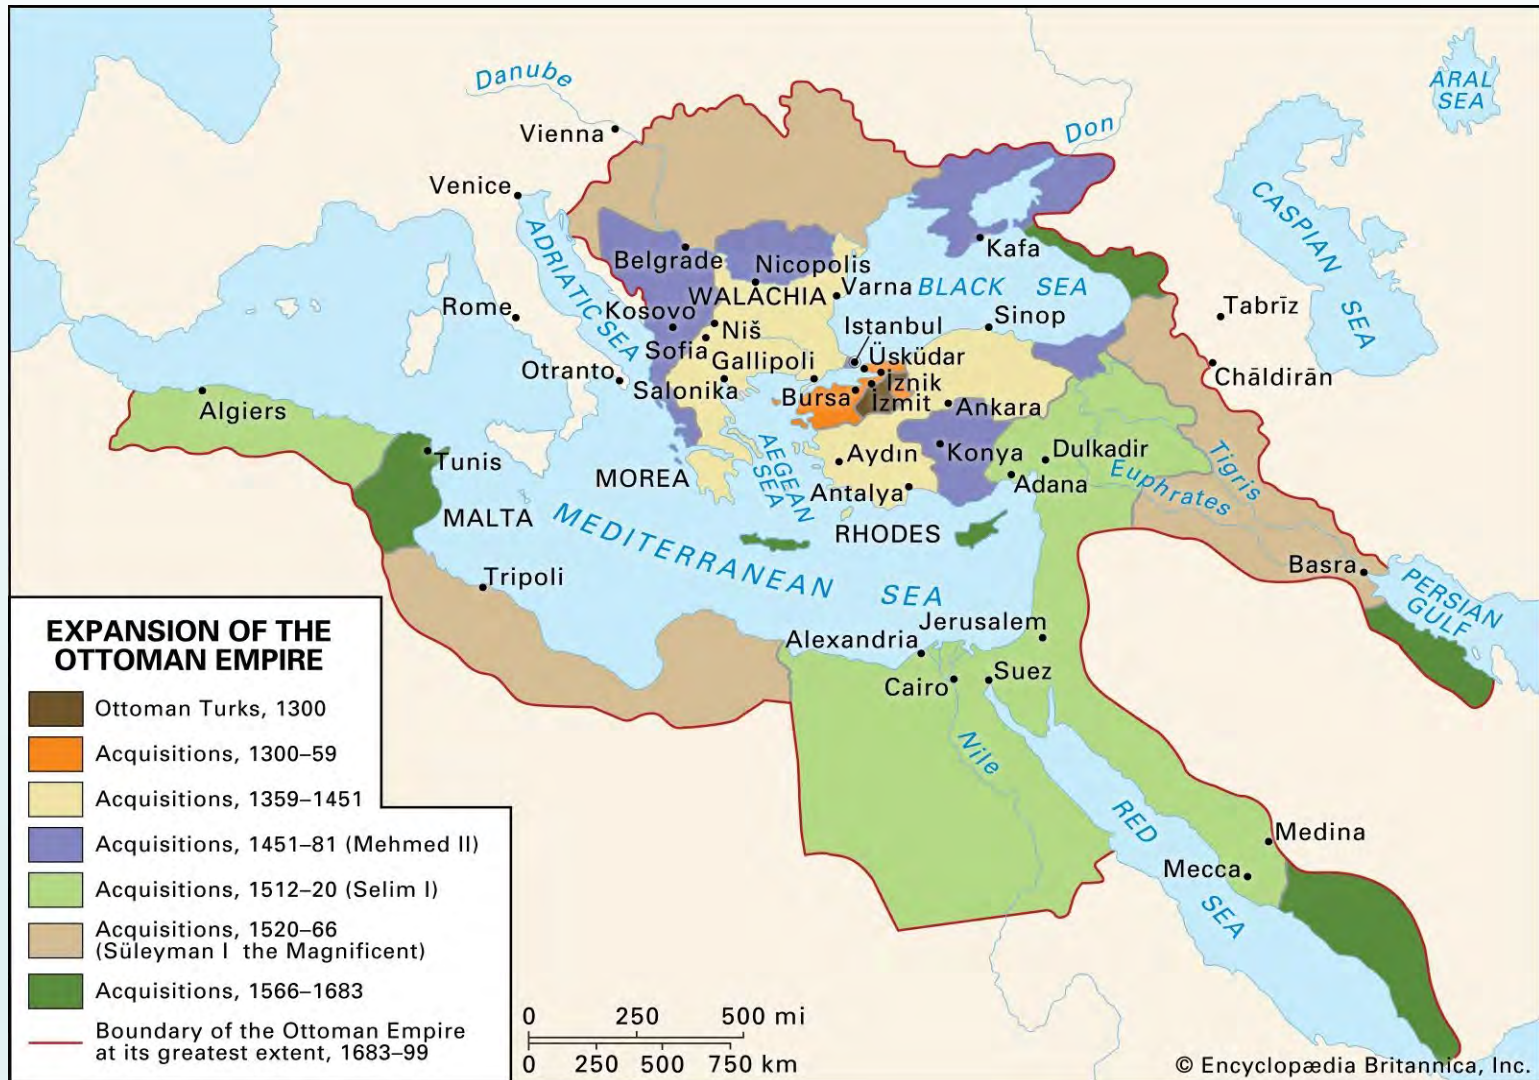 ARAL
SEA
Danube
Don
Vienna
Venice
CASPIAN
SEA
ADRIATIC SEA
Kafa
Belgrade
Nicopolis
WALACHIA
Varna
BLACK SEA
Rome
Kosovo
Niš
Sofia
Istanbul
Sinop
Tabrīz
Üsküdar
Otranto
Gallipoli
Salonika
İznik
Chāldirān
Algiers
Bursa
İzmit
Ankara
Tunis
AEGEAN
SEA
Aydın
Konya
Dulkadir
Tigris
Euphrates
MOREA
Antalya
Adana
MALTA
MEDITERRANEAN SEA
RHODES
Tripoli
Basra
PERSIAN
GULF
Jerusalem
Alexandria
Cairo
Suez
Nile
RED
SEA
Medina
Mecca
EXPANSION OF THE
OTTOMAN EMPIRE
Ottoman Turks, 1300
Acquisitions, 1300–59
Acquisitions, 1359–1451
Acquisitions, 1451–81 (Mehmed II)
Acquisitions, 1512–20 (Selim I)
Acquisitions, 1520–66
(Süleyman I the Magnificent)
Acquisitions, 1566–1683
Boundary of the Ottoman Empire
at its greatest extent, 1683–99
0 250 500 mi
0 250 500 750 km
© Encyclopædia Britannica, Inc.